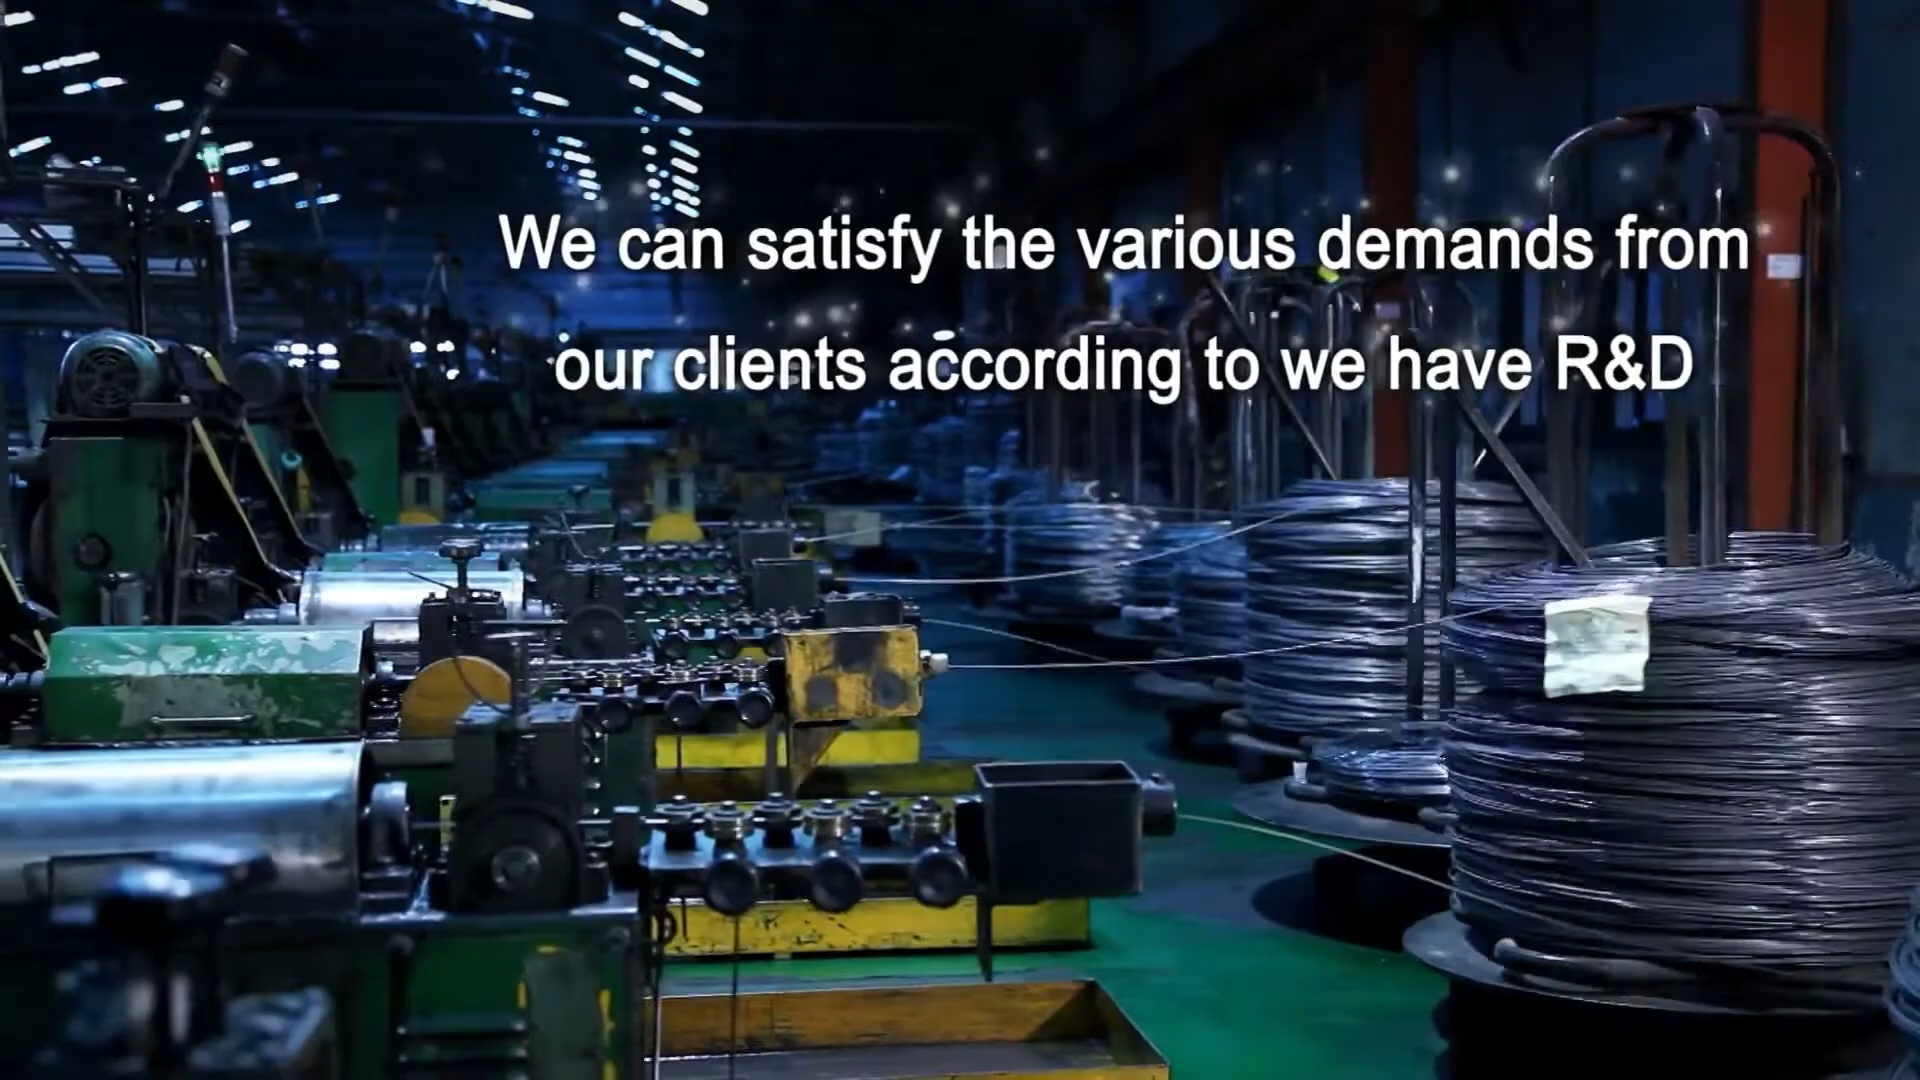 We can satisfy the various demands from
our clients according to we have R&D